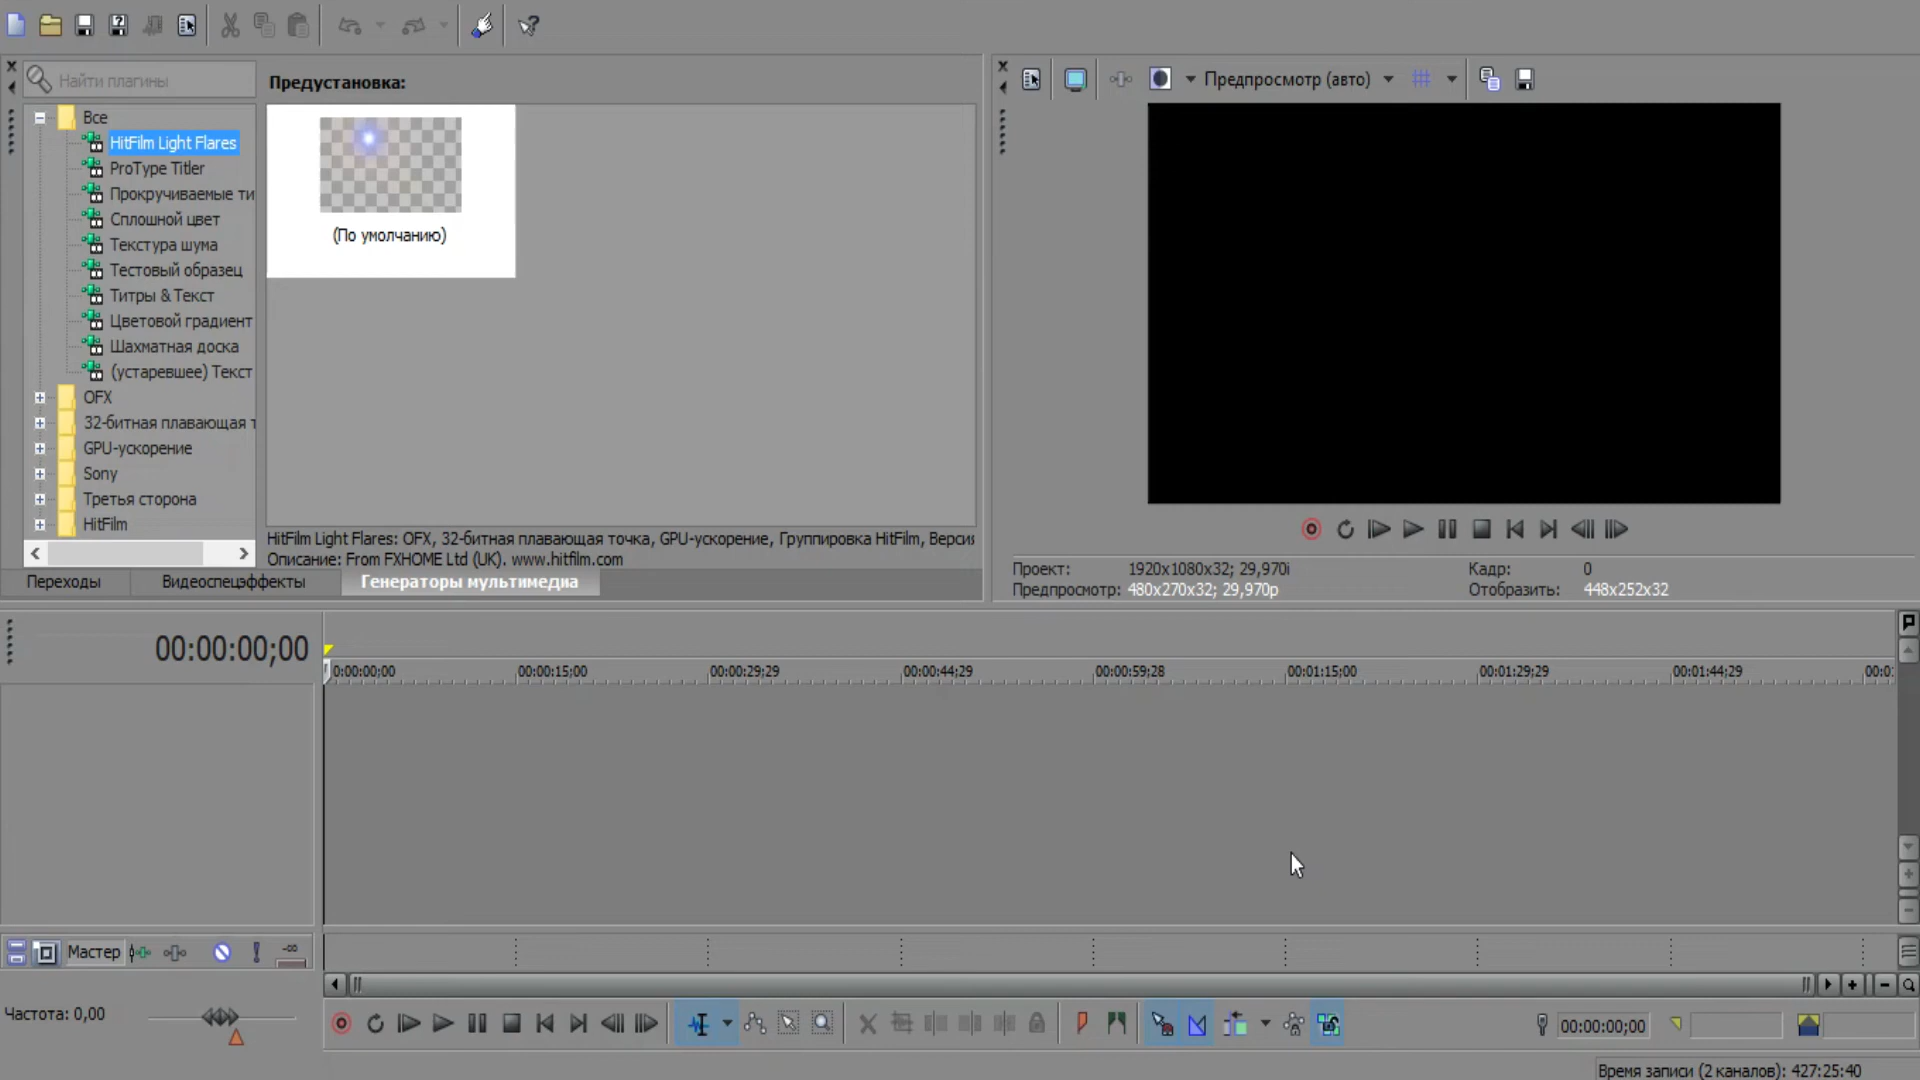 Найти плагины
Предустановка:
Предпросмотр (авто)
Все
HitFilm Light Flares
ProType Titler
Прокручиваемые ти
Сплошной цвет
Текстура шума
Тестовый образец
Титры & Текст
Цветовой градиент
Шахматная доска
(устаревшее) Текст
OFX
32-битная плавающая т
GPU-ускорение
Sony
Третья сторона
HitFilm
(По умолчанию)
HitFilm Light Flares: OFX, 32-битная плавающая точка, GPU-ускорение, Группировка HitFilm, Верси
Описание: From FXHOME Ltd (UK). www.hitfilm.com
Переходы Видеоспецэффекты Генераторы мультимедиа
Проект: 1920x1080x32; 29,970i Кадр: 0
Предпросмотр: 480x270x32; 29,970p Отобразить: 448x252x32
00:00:00;00
0:00:00;00 00:00:15;00 00:00:29;29 00:00:44;29 00:00:59;28 00:01:15;00 00:01:29;29 00:01:44;29 00:0
Мастер
Частота: 0,00
00:00:00;00
Время записи (2 каналов): 427:25:40